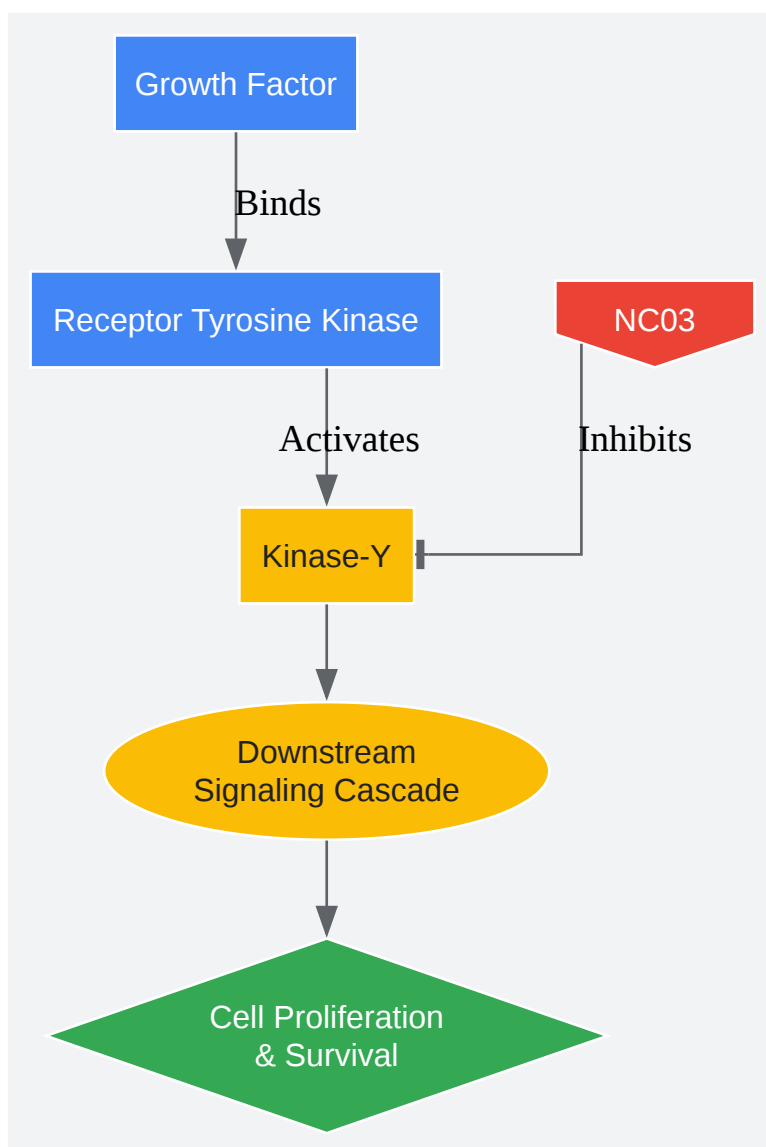 Growth Factor
Binds
Receptor Tyrosine Kinase
NC03
Activates
Inhibits
Kinase-Y
Downstream
Signaling Cascade
Cell Proliferation
& Survival